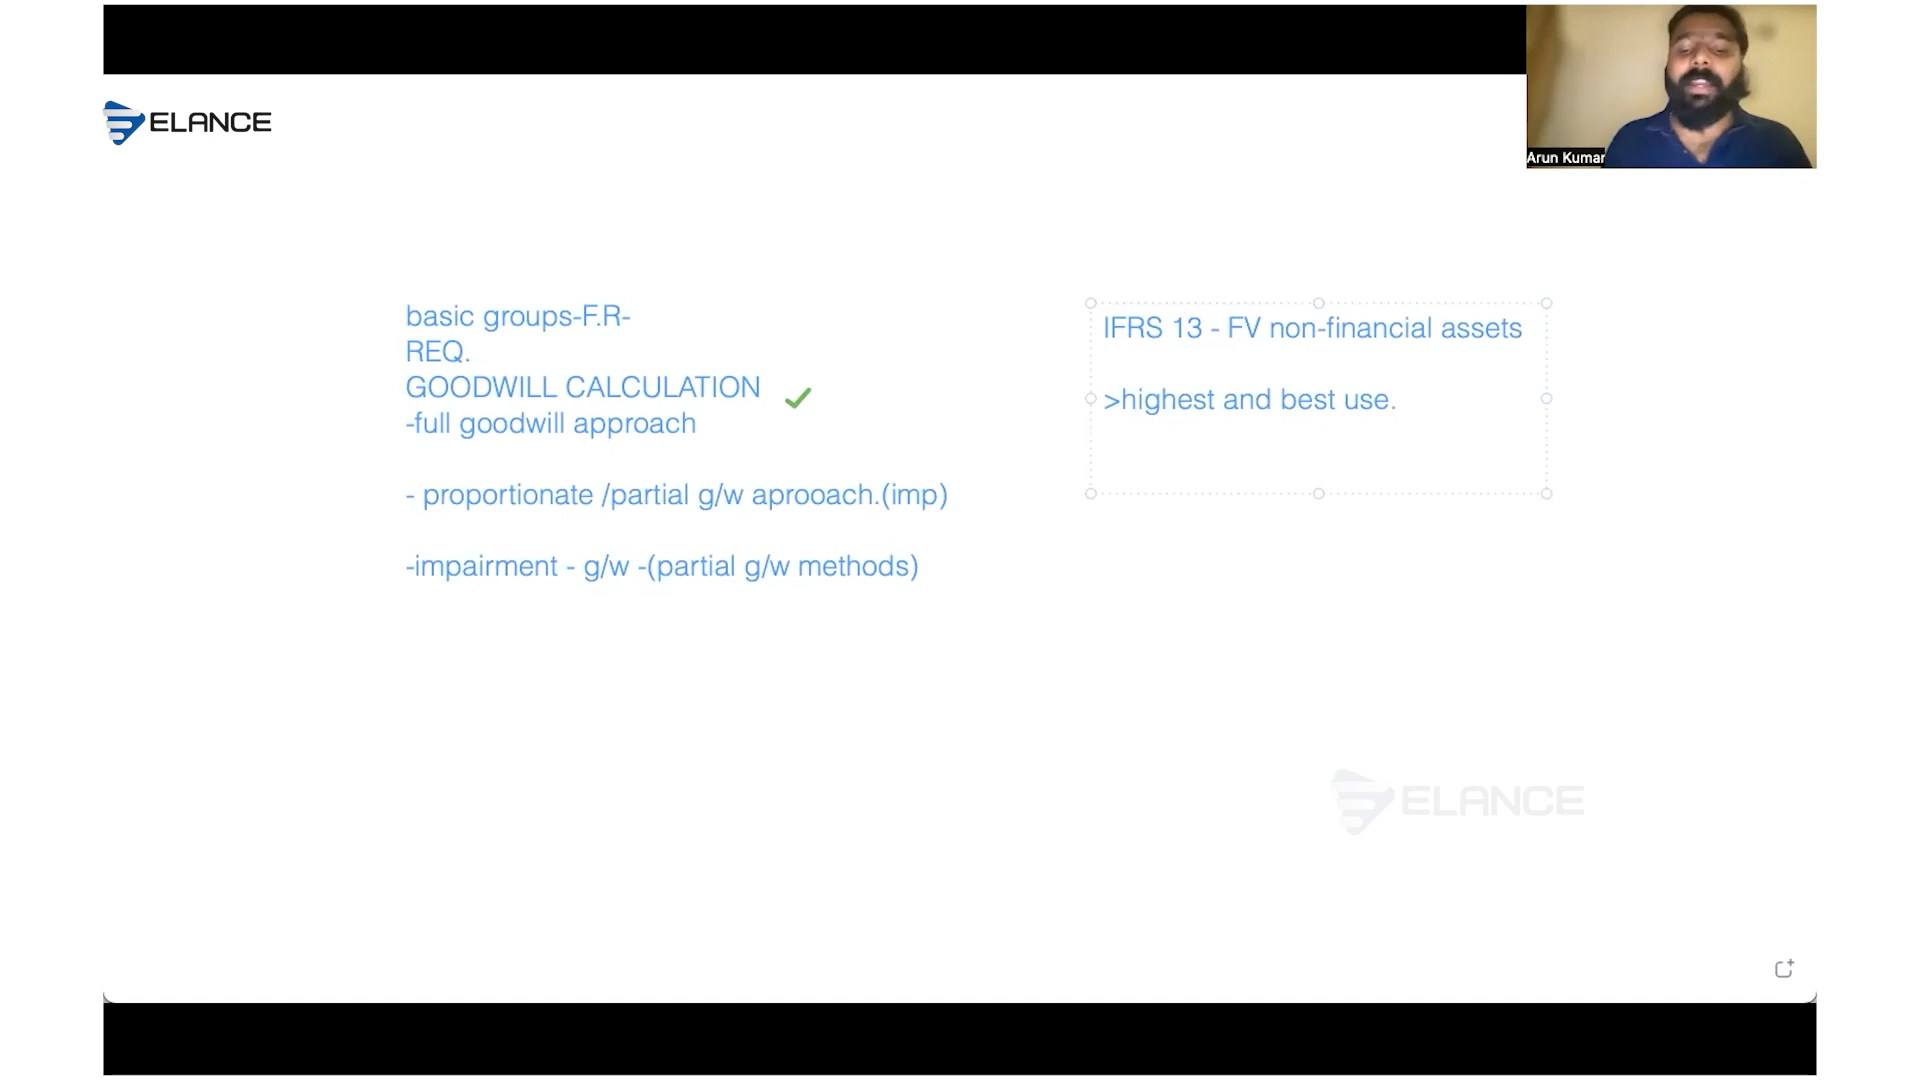 ELANCE
Arun Kumar
basic groups-F.R-
REQ.
GOODWILL CALCULATION
-full goodwill approach
- proportionate /partial g/w aprooach.(imp)
-impairment - g/w -(partial g/w methods)
IFRS 13 - FV non-financial assets
>highest and best use.
ELANCE